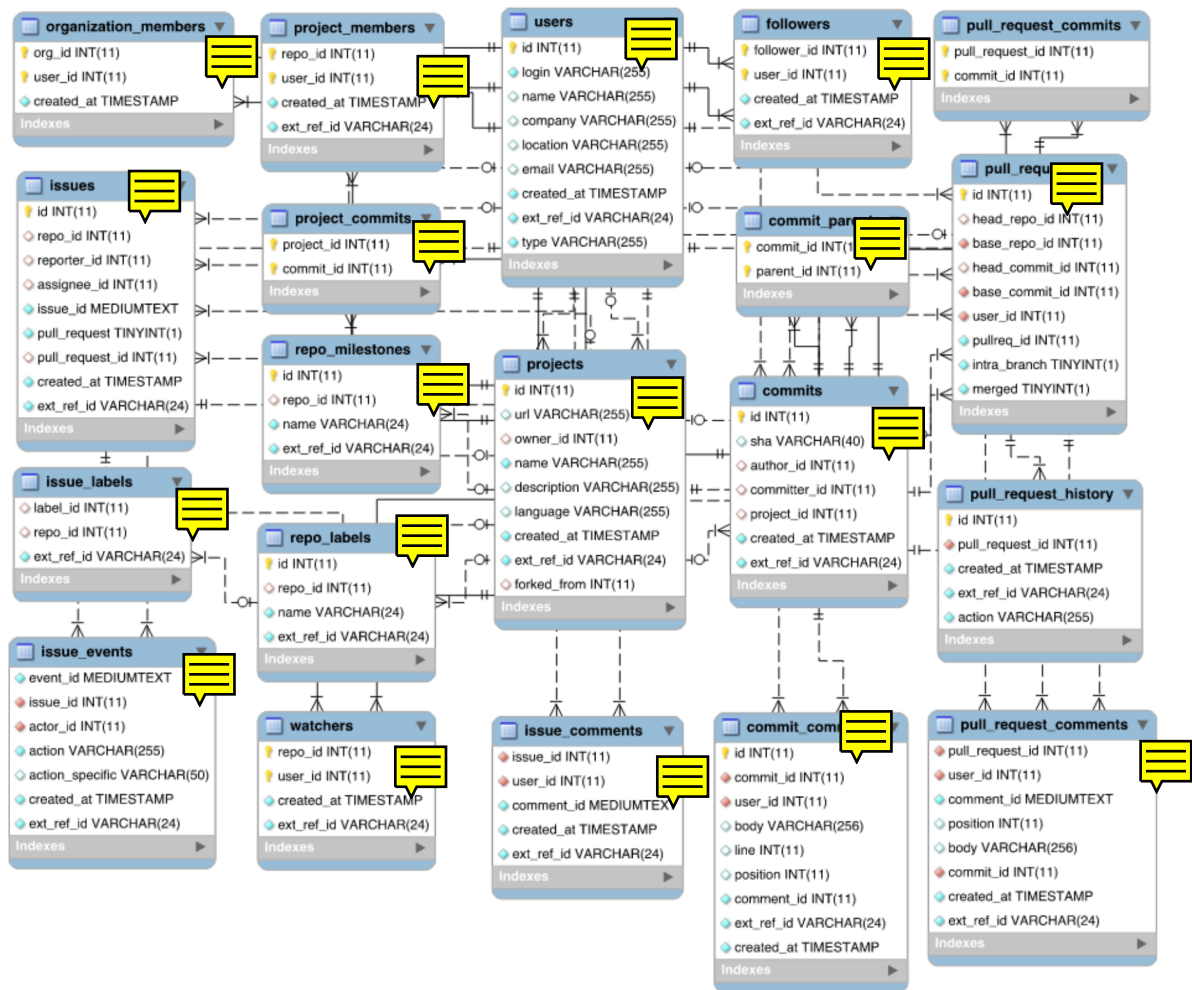 organization_members
org_id INT(11)
user_id INT(11)
created_at TIMESTAMP
Indexes
project_members
repo_id INT(11)
user_id INT(11)
created_at TIMESTAMP
ext_ref_id VARCHAR(24)
Indexes
users
id INT(11)
login VARCHAR(255)
name VARCHAR(255)
company VARCHAR(255)
location VARCHAR(255)
email VARCHAR(255)
created_at TIMESTAMP
ext_ref_id VARCHAR(24)
type VARCHAR(255)
Indexes
followers
follower_id INT(11)
user_id INT(11)
created_at TIMESTAMP
ext_ref_id VARCHAR(24)
Indexes
pull_request_commits
pull_request_id INT(11)
commit_id INT(11)
Indexes
issues
id INT(11)
repo_id INT(11)
reporter_id INT(11)
assignee_id INT(11)
issue_id MEDIUMTEXT
pull_request TINYINT(1)
pull_request_id INT(11)
created_at TIMESTAMP
ext_ref_id VARCHAR(24)
Indexes
project_commits
project_id INT(11)
commit_id INT(11)
Indexes
commit_id
parent_id INT(11)
Indexes
id INT(11)
head_repo_id INT(11)
base_repo_id INT(11)
head_commit_id INT(11)
base_commit_id INT(11)
user_id INT(11)
pullreq_id INT(11)
intra_branch TINYINT(1)
merged TINYINT(1)
Indexes
repo_milestones
id INT(11)
repo_id INT(11)
name VARCHAR(24)
ext_ref_id VARCHAR(24)
Indexes
projects
id INT(11)
url VARCHAR(255)
owner_id INT(11)
name VARCHAR(255)
description VARCHAR(255)
language VARCHAR(255)
created_at TIMESTAMP
ext_ref_id VARCHAR(24)
forked_from INT(11)
Indexes
commits
id INT(11)
sha VARCHAR(40)
author_id INT(11)
committer_id INT(11)
project_id INT(11)
created_at TIMESTAMP
ext_ref_id VARCHAR(24)
Indexes
issue_labels
label_id INT(11)
repo_id INT(11)
ext_ref_id VARCHAR(24)
Indexes
repo_labels
id INT(11)
repo_id INT(11)
name VARCHAR(24)
ext_ref_id VARCHAR(24)
Indexes
pull_request_history
id INT(11)
pull_request_id INT(11)
created_at TIMESTAMP
ext_ref_id VARCHAR(24)
action VARCHAR(255)
Indexes
issue_events
event_id MEDIUMTEXT
issue_id INT(11)
actor_id INT(11)
action VARCHAR(255)
action_specific VARCHAR(50)
created_at TIMESTAMP
ext_ref_id VARCHAR(24)
Indexes
watchers
repo_id INT(11)
user_id INT(11)
created_at TIMESTAMP
ext_ref_id VARCHAR(24)
Indexes
issue_comments
issue_id INT(11)
user_id INT(11)
comment_id MEDIUMTEXT
created_at TIMESTAMP
ext_ref_id VARCHAR(24)
Indexes
id INT(11)
commit_id INT(11)
user_id INT(11)
body VARCHAR(256)
line INT(11)
position INT(11)
comment_id INT(11)
ext_ref_id VARCHAR(24)
created_at TIMESTAMP
Indexes
pull_request_comments
pull_request_id INT(11)
user_id INT(11)
comment_id MEDIUMTEXT
position INT(11)
body VARCHAR(256)
commit_id INT(11)
created_at TIMESTAMP
ext_ref_id VARCHAR(24)
Indexes